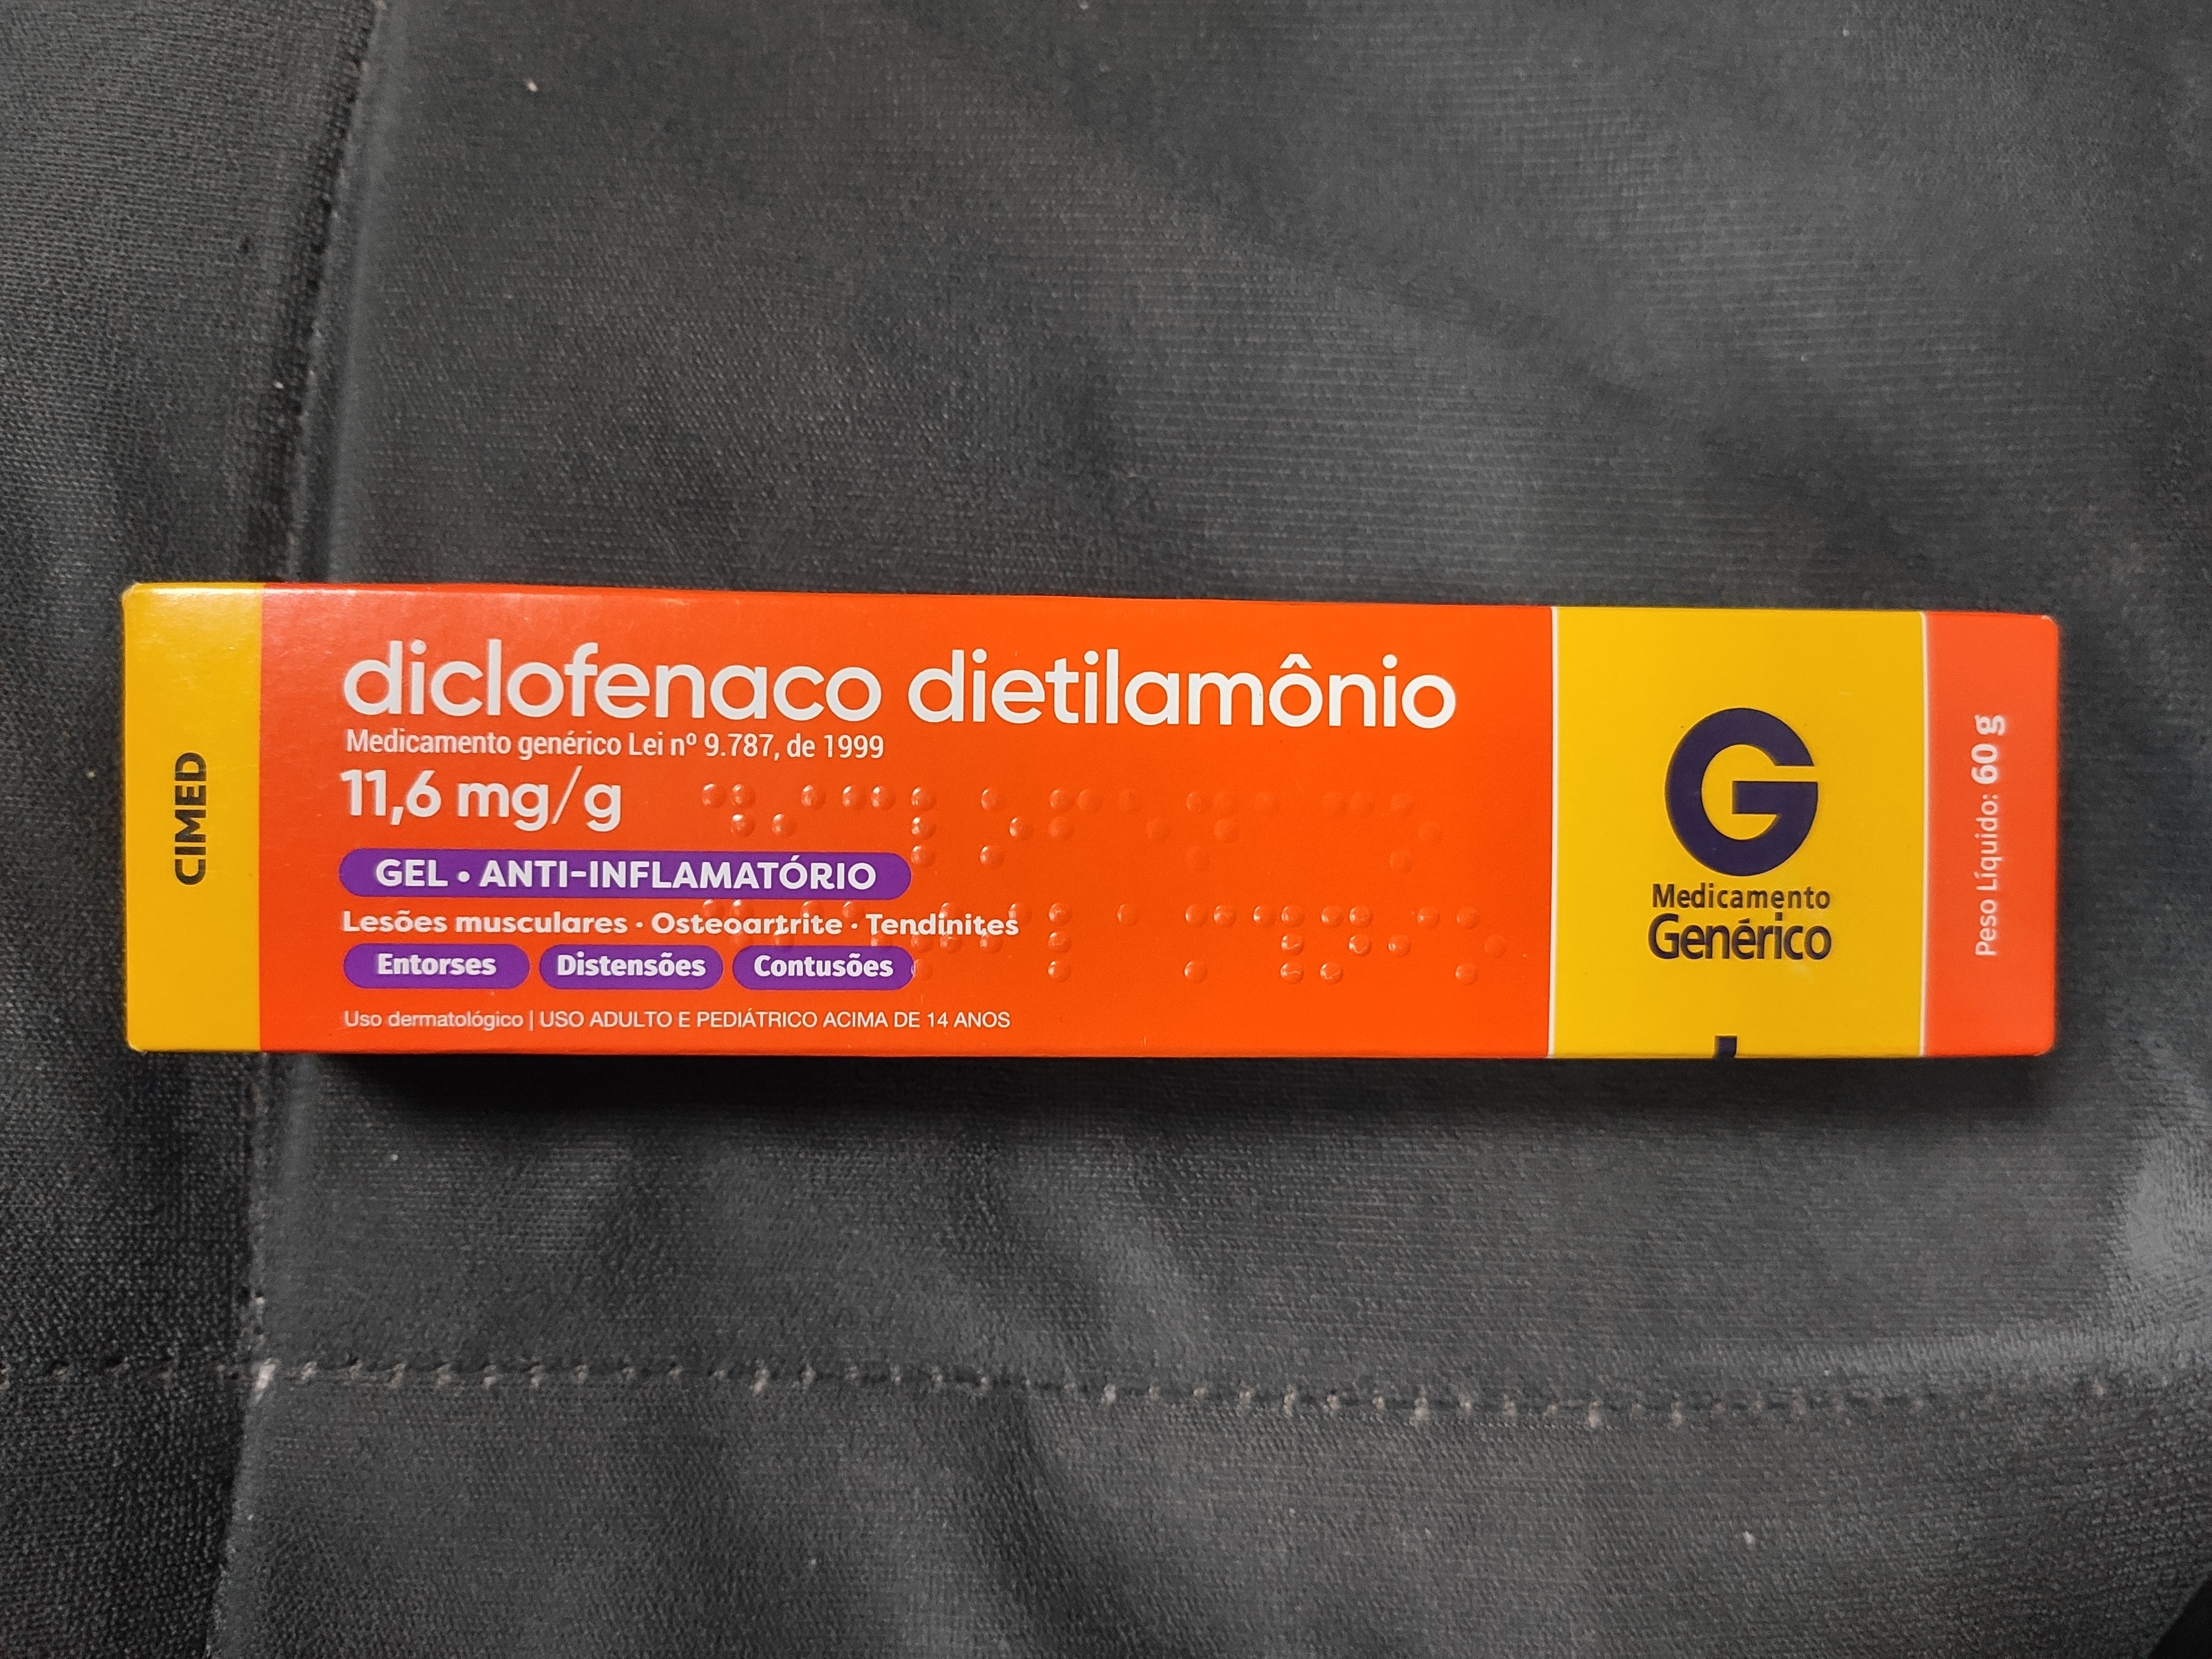 CIMED
diclofenaco dietilamônio
Medicamento genérico Lei nº 9.787, de 1999
11,6 mg/g
GEL • ANTI-INFLAMATÓRIO
Lesões musculares • Osteoartrite • Tendinites
Entorses Distensões Contusões
Uso dermatológico | USO ADULTO E PEDIÁTRICO ACIMA DE 14 ANOS
G
Medicamento
Genérico
Peso Líquido: 60 g